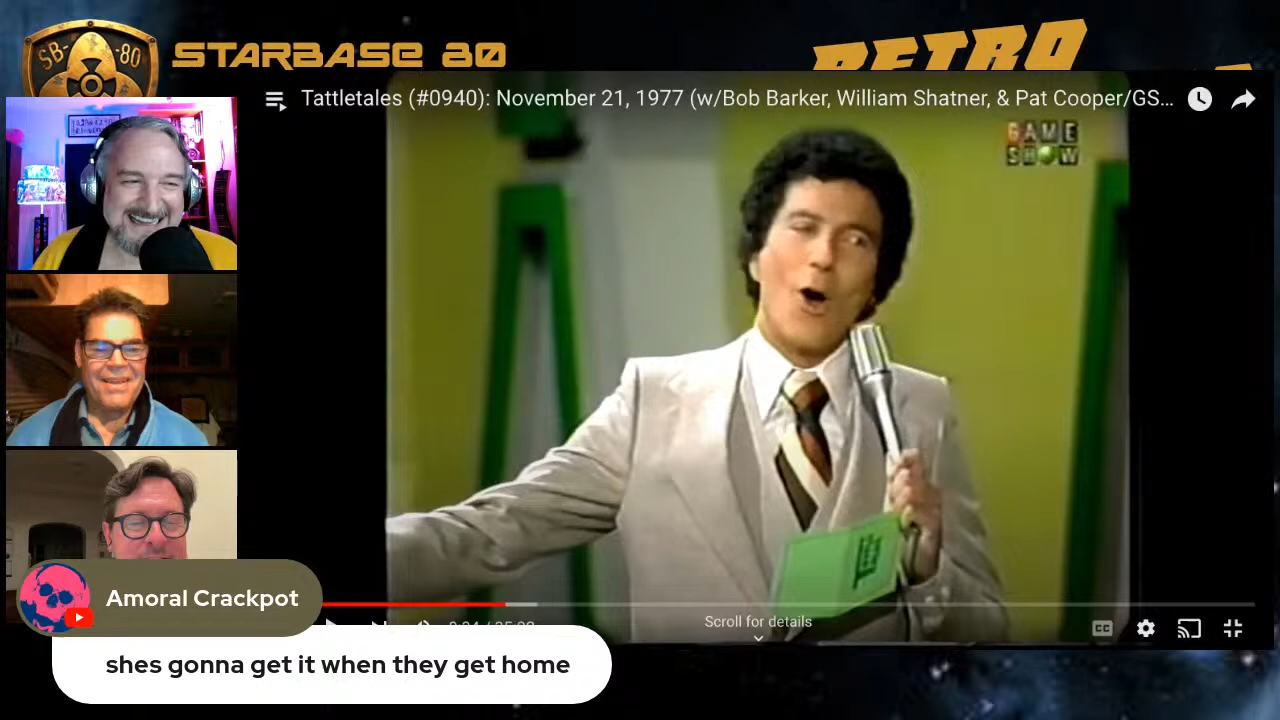 SB-80
STARBASE 80
RETRO
Tattletales (#0940): November 21, 1977 (w/Bob Barker, William Shatner, & Pat Cooper/GS...
GAME
SHOW
Amoral Crackpot
Scroll for details
CC
shes gonna get it when they get home